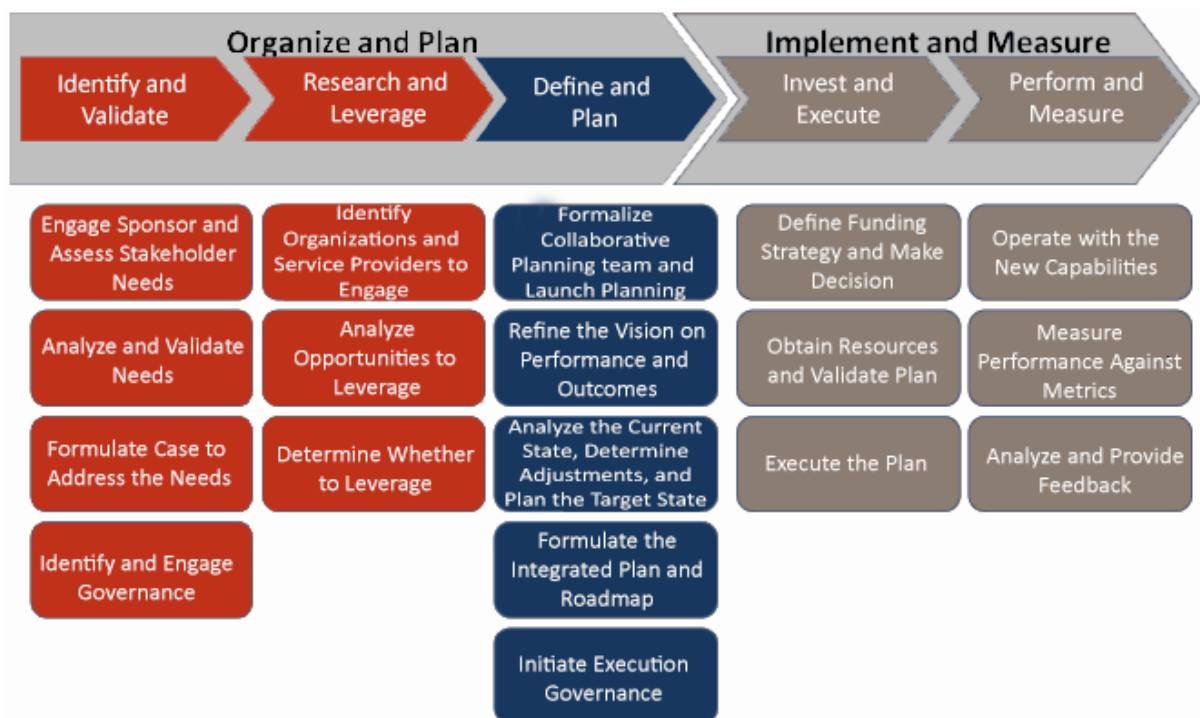 Organize and Plan
Implement and Measure
Identify and
Validate
Research and
Leverage
Define and
Plan
Invest and
Execute
Perform and
Measure
Engage Sponsor and
Assess Stakeholder
Needs
Analyze and Validate
Needs
Formulate Case to
Address the Needs
Identify and Engage
Governance
Identify
Organizations and
Service Providers to
Engage
Analyze
Opportunities to
Leverage
Determine Whether
to Leverage
Formalize
Collaborative
Planning team and
Launch Planning
Refine the Vision on
Performance and
Outcomes
Analyze the Current
State, Determine
Adjustments, and
Plan the Target State
Formulate the
Integrated Plan and
Roadmap
Initiate Execution
Governance
Define Funding
Strategy and Make
Decision
Obtain Resources
and Validate Plan
Execute the Plan
Operate with the
New Capabilities
Measure
Performance Against
Metrics
Analyze and Provide
Feedback